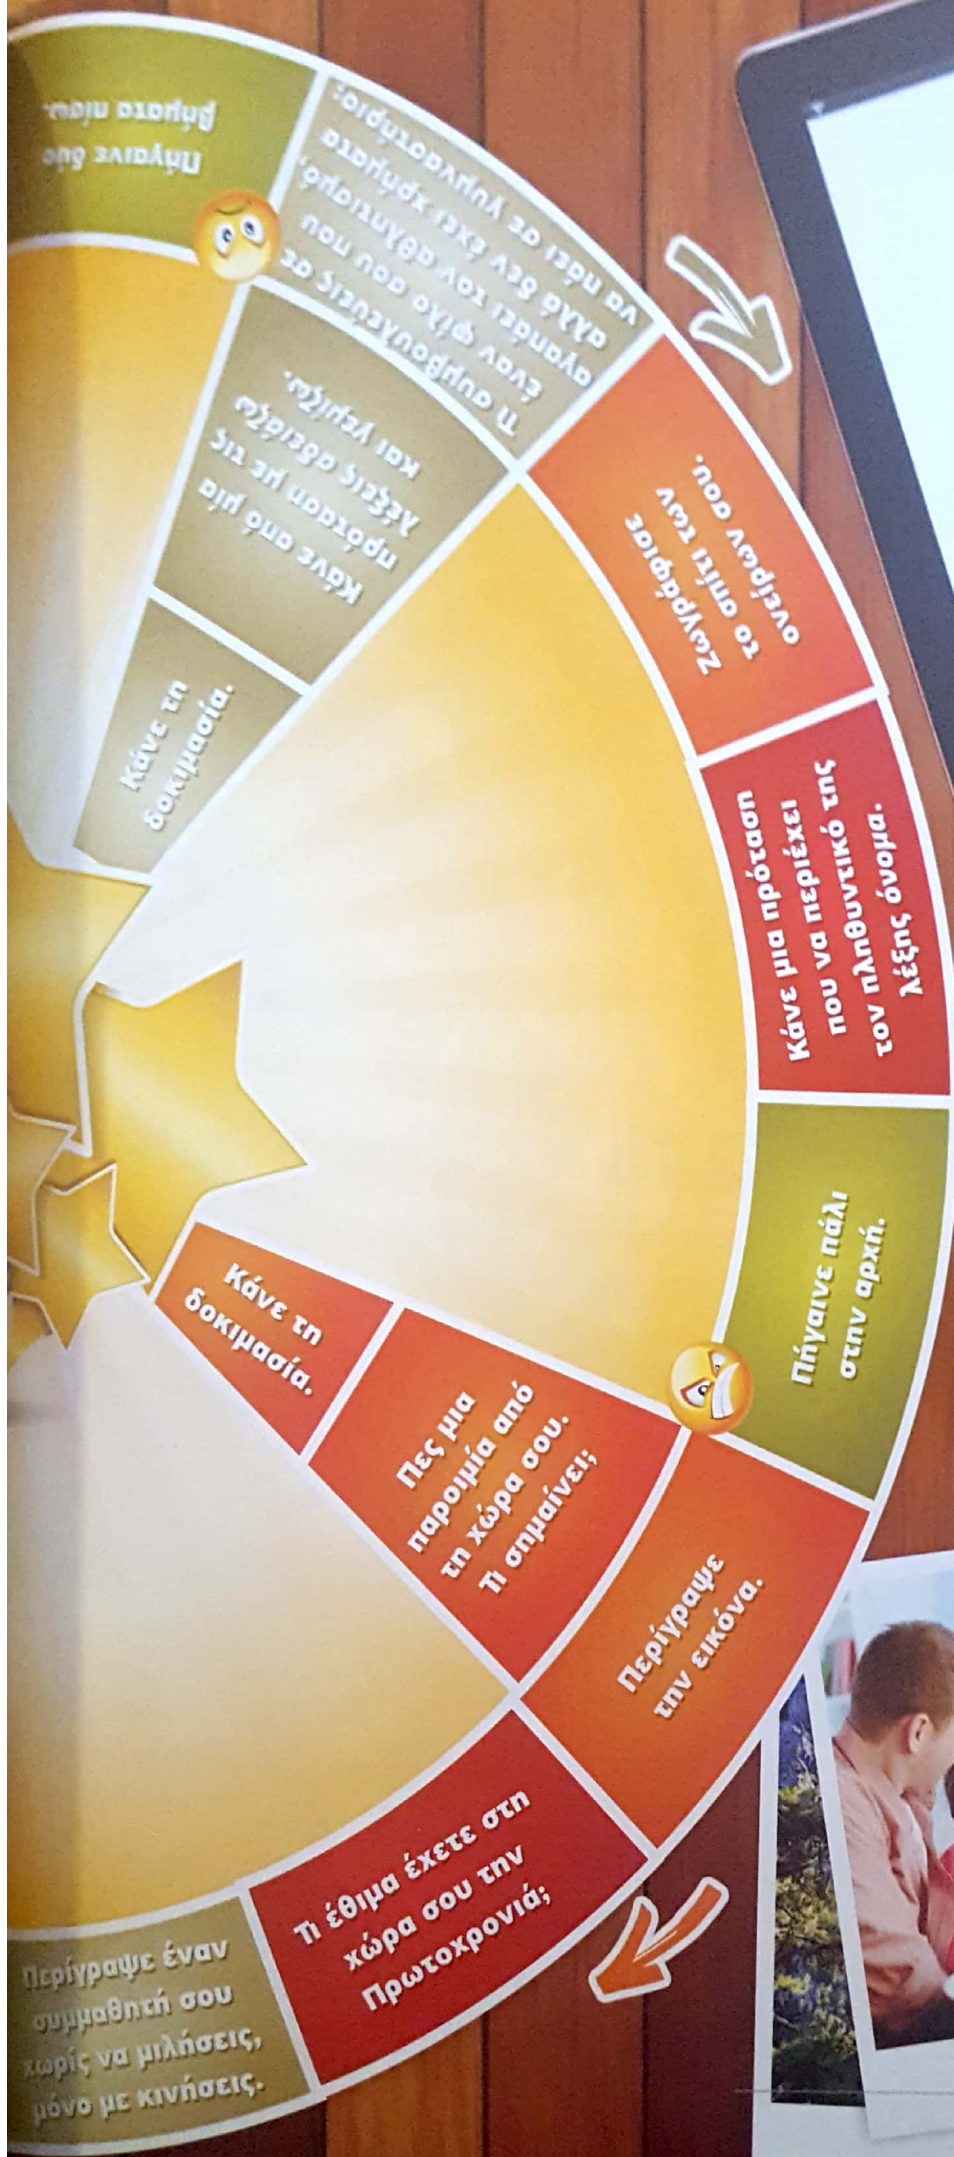 Πήγαινε δύο
βήματα πίσω.
Τι συμβουλεύεις σε
έναν φίλο σου που
αγαπάει τον αθλητισμό,
αλλά δεν έχει χρήματα
να πάει σε γυμναστήριο;
Κάνε από μία
πρόταση με τις
λέξεις αδειάζω
και γεμίζω.
Κάνε τη
δοκιμασία.
Ζωγράφισε
το σπίτι των
ονείρων σου.
Κάνε μια πρόταση
που να περιέχει
τον πληθυντικό της
λέξης όνομα.
Πήγαινε πάλι
στην αρχή.
Κάνε τη
δοκιμασία.
Πες μια
παροιμία από
τη χώρα σου.
Τι σημαίνει;
Περίγραψε
την εικόνα.
Τι έθιμα έχετε στη
χώρα σου την
Πρωτοχρονιά;
Περίγραψε έναν
συμμαθητή σου
χωρίς να μιλήσεις,
μόνο με κινήσεις.